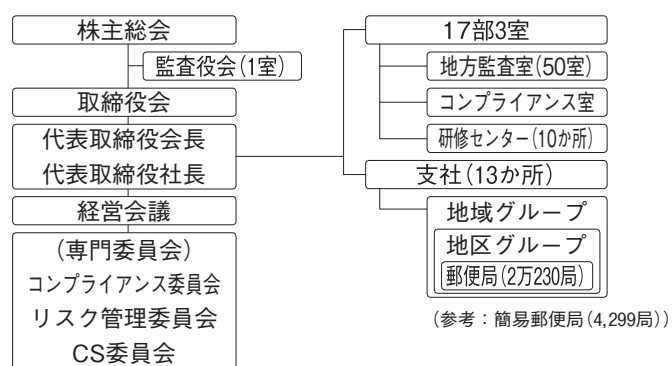 株主総会
監査役会(1室)
取締役会
代表取締役会長
代表取締役社長
経営会議
(専門委員会)
コンプライアンス委員会
リスク管理委員会
CS委員会
17部3室
地方監査室(50室)
コンプライアンス室
研修センター(10か所)
支社(13か所)
地域グループ
地区グループ
郵便局(2万230局)
(参考:簡易郵便局(4,299局))